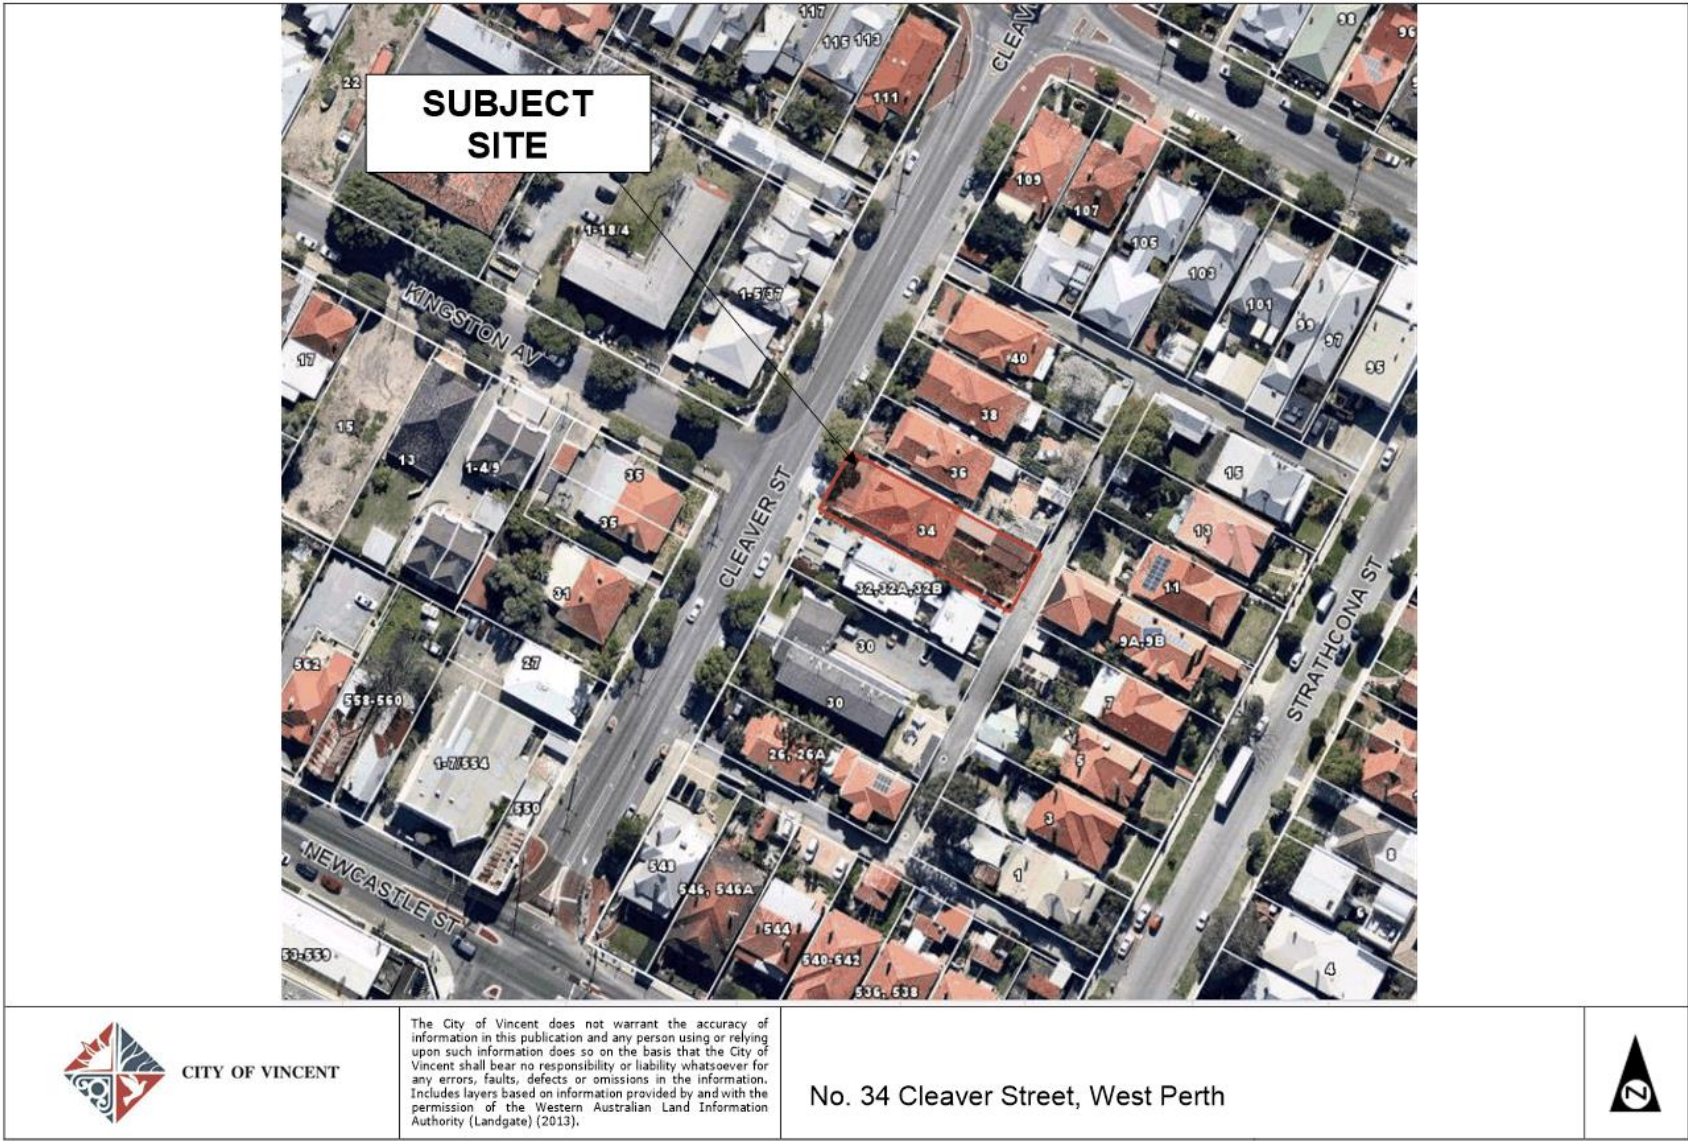 117
98
CLEAV
115 113
96
22
SUBJECT
SITE
111
109
107
1-18/4
105
103
1-5/37
101
KINGSTON AV
99
97
17
40
95
38
15
13
1-4/9
36
15
35
35
34
13
CLEAVER ST
32,32A,32B
11
31
30
9A,9B
STRATHCONA ST
562
27
558-560
30
7
26, 26A
5
1-7/554
550
3
NEWCASTLE ST
548
546, 546A
1
8
544
6
53-559
540-542
4
536, 538
CITY OF VINCENT
The City of Vincent does not warrant the accuracy of
information in this publication and any person using or relying
upon such information does so on the basis that the City of
Vincent shall bear no responsibility or liability whatsoever for
any errors, faults, defects or omissions in the information.
Includes layers based on information provided by and with the
permission of the Western Australian Land Information
Authority (Landgate) (2013).
No. 34 Cleaver Street, West Perth
N